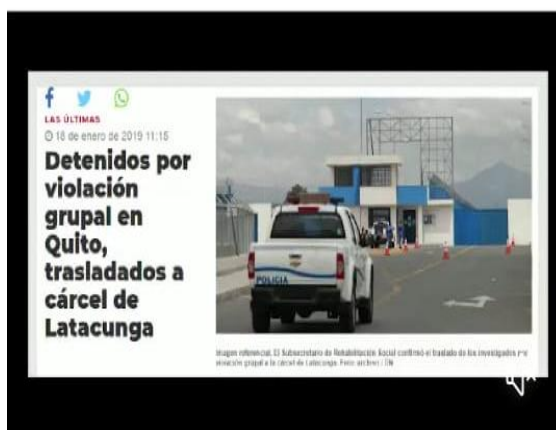 LAS ÚLTIMAS
18 de enero de 2019 11:15
Detenidos por
violación
grupal en
Quito,
trasladados a
cárcel de
Latacunga
POLICIA
Imagen referencial. El Subsecretario de Rehabilitación Social confirmó el traslado de los investigados por
violación grupal a la cárcel de Latacunga. Foto: archivo / ÚN